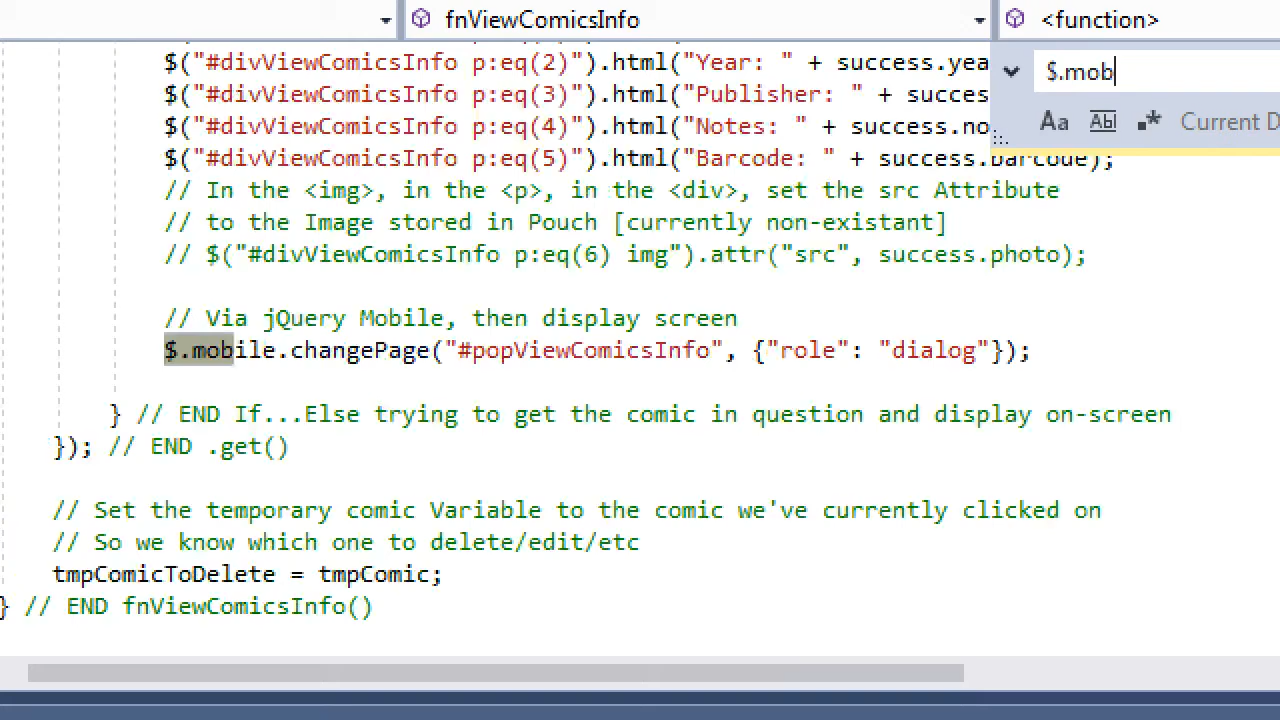 fnViewComicsInfo
<function>
$("#divViewComicsInfo p:eq(2)").html("Year: " + success.yea
$.mob
$("#divViewComicsInfo p:eq(3)").html("Publisher: " + succes
$("#divViewComicsInfo p:eq(4)").html("Notes: " + success.no
Aa Abl .* Current D
$("#divViewComicsInfo p:eq(5)").html("Barcode: " + success.barcode);
// In the <img>, in the <p>, in the <div>, set the src Attribute
// to the Image stored in Pouch [currently non-existant]
// $("#divViewComicsInfo p:eq(6) img").attr("src", success.photo);
// Via jQuery Mobile, then display screen
$.mobile.changePage("#popViewComicsInfo", {"role": "dialog"});
} // END If...Else trying to get the comic in question and display on-screen
}); // END .get()
// Set the temporary comic Variable to the comic we've currently clicked on
// So we know which one to delete/edit/etc
tmpComicToDelete = tmpComic;
} // END fnViewComicsInfo()